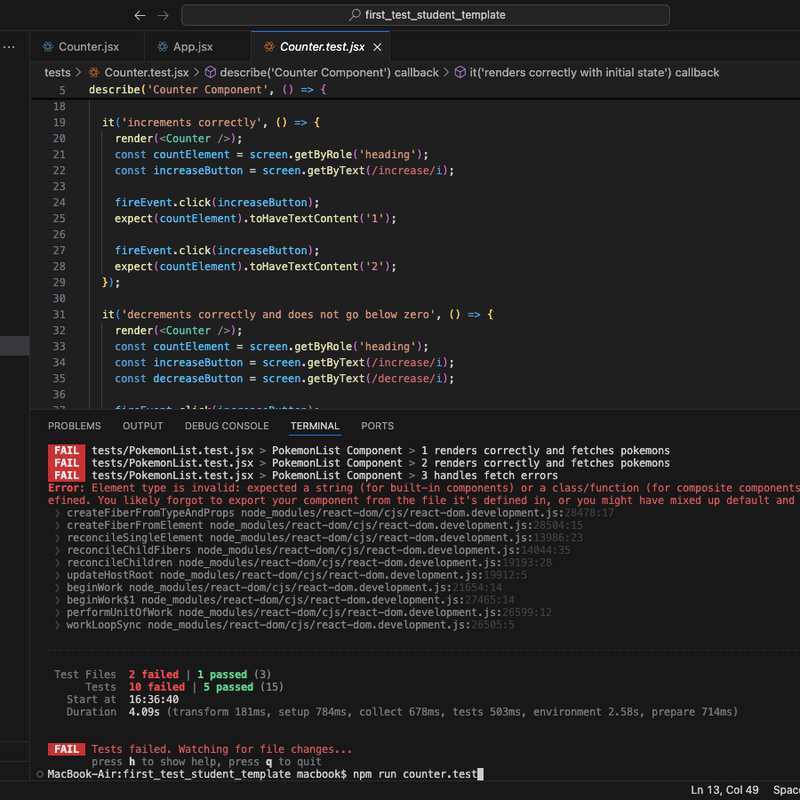 first_test_student_template
Counter.jsx App.jsx Counter.test.jsx
tests > Counter.test.jsx > describe('Counter Component') callback > it('renders correctly with initial state') callback
5 describe('Counter Component', () => {
18
19 it('increments correctly', () => {
20 render(<Counter />);
21 const countElement = screen.getByRole('heading');
22 const increaseButton = screen.getByText(/increase/i);
23
24 fireEvent.click(increaseButton);
25 expect(countElement).toHaveTextContent('1');
26
27 fireEvent.click(increaseButton);
28 expect(countElement).toHaveTextContent('2');
29 });
30
31 it('decrements correctly and does not go below zero', () => {
32 render(<Counter />);
33 const countElement = screen.getByRole('heading');
34 const increaseButton = screen.getByText(/increase/i);
35 const decreaseButton = screen.getByText(/decrease/i);
36
37 fireEvent.click(increaseButton);
PROBLEMS OUTPUT DEBUG CONSOLE TERMINAL PORTS
FAIL tests/PokemonList.test.jsx > PokemonList Component > 1 renders correctly and fetches pokemons
FAIL tests/PokemonList.test.jsx > PokemonList Component > 2 renders correctly and fetches pokemons
FAIL tests/PokemonList.test.jsx > PokemonList Component > 3 handles fetch errors
Error: Element type is invalid: expected a string (for built-in components) or a class/function (for composite components
efined. You likely forgot to export your component from the file it's defined in, or you might have mixed up default and
❯ createFiberFromTypeAndProps node_modules/react-dom/cjs/react-dom.development.js:28478:17
❯ createFiberFromElement node_modules/react-dom/cjs/react-dom.development.js:28504:15
❯ reconcileSingleElement node_modules/react-dom/cjs/react-dom.development.js:13986:23
❯ reconcileChildFibers node_modules/react-dom/cjs/react-dom.development.js:14044:35
❯ reconcileChildren node_modules/react-dom/cjs/react-dom.development.js:19193:28
❯ updateHostRoot node_modules/react-dom/cjs/react-dom.development.js:19912:5
❯ beginWork node_modules/react-dom/cjs/react-dom.development.js:21654:14
❯ beginWork$1 node_modules/react-dom/cjs/react-dom.development.js:27465:14
❯ performUnitOfWork node_modules/react-dom/cjs/react-dom.development.js:26599:12
❯ workLoopSync node_modules/react-dom/cjs/react-dom.development.js:26505:5
Test Files 2 failed | 1 passed (3)
Tests 10 failed | 5 passed (15)
Start at 16:36:40
Duration 4.09s (transform 181ms, setup 784ms, collect 678ms, tests 503ms, environment 2.58s, prepare 714ms)
FAIL Tests failed. Watching for file changes...
press h to show help, press q to quit
MacBook-Air:first_test_student_template macbook$ npm run counter.test
Ln 13, Col 49 Space